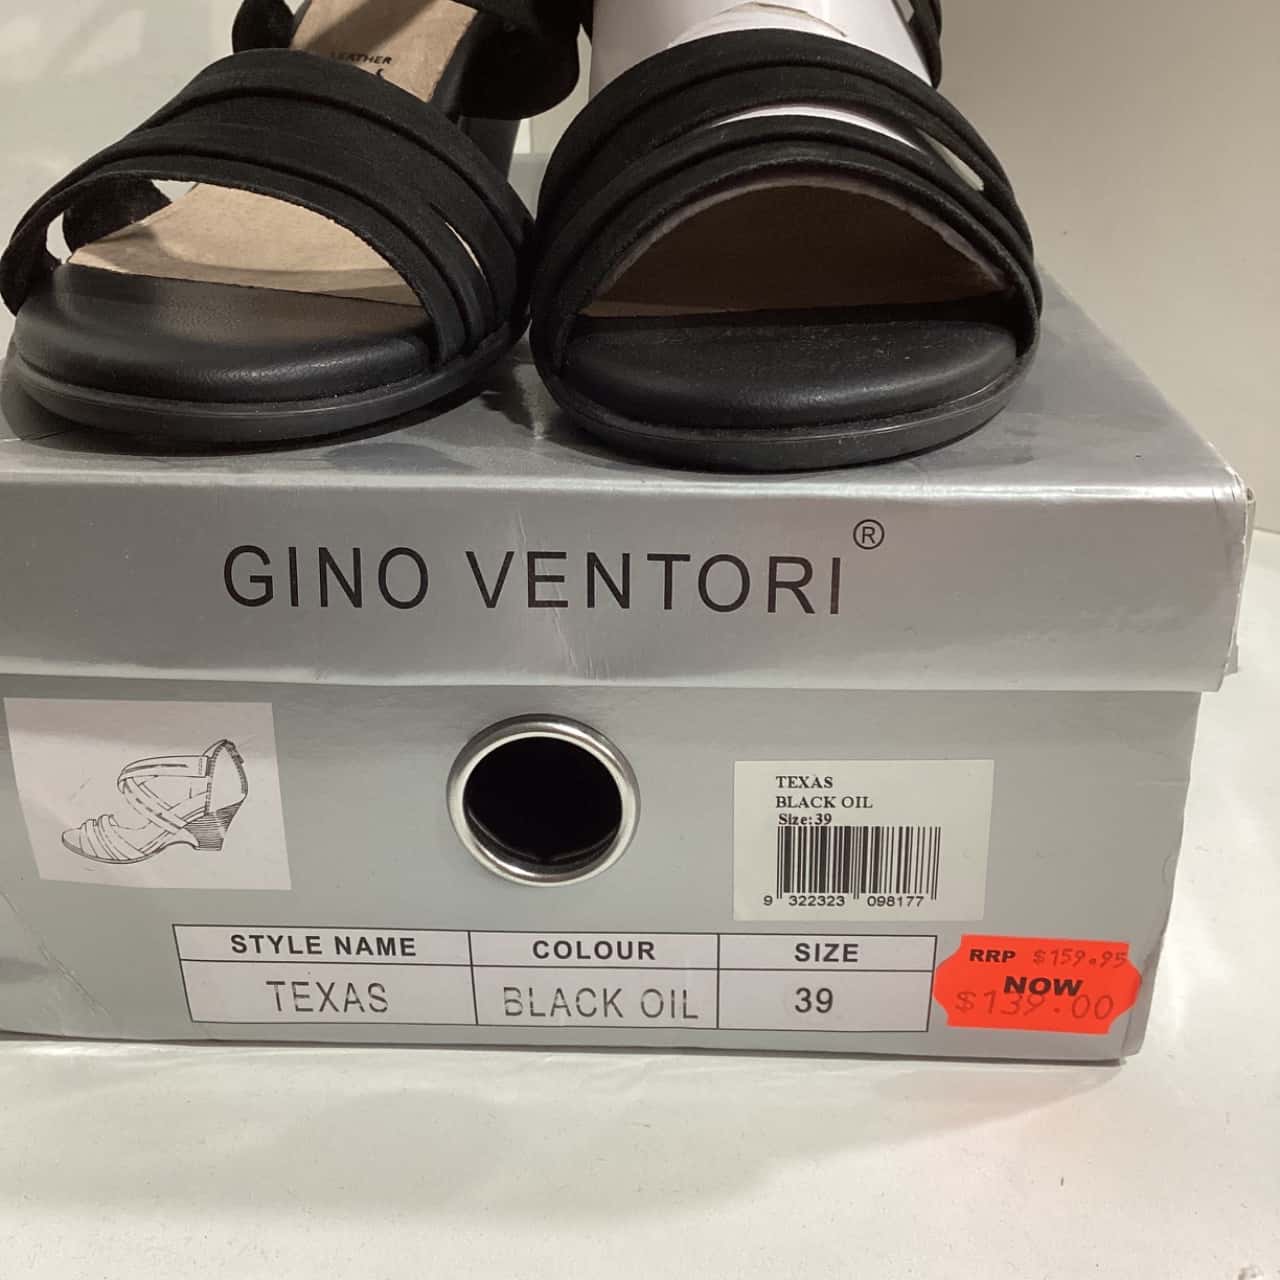 LEATHER
GINO VENTORI®
TEXAS
BLACK OIL
Size:39
9 322323 098177
STYLE NAME COLOUR SIZE
TEXAS BLACK OIL 39
RRP $159.95
NOW
$139.00